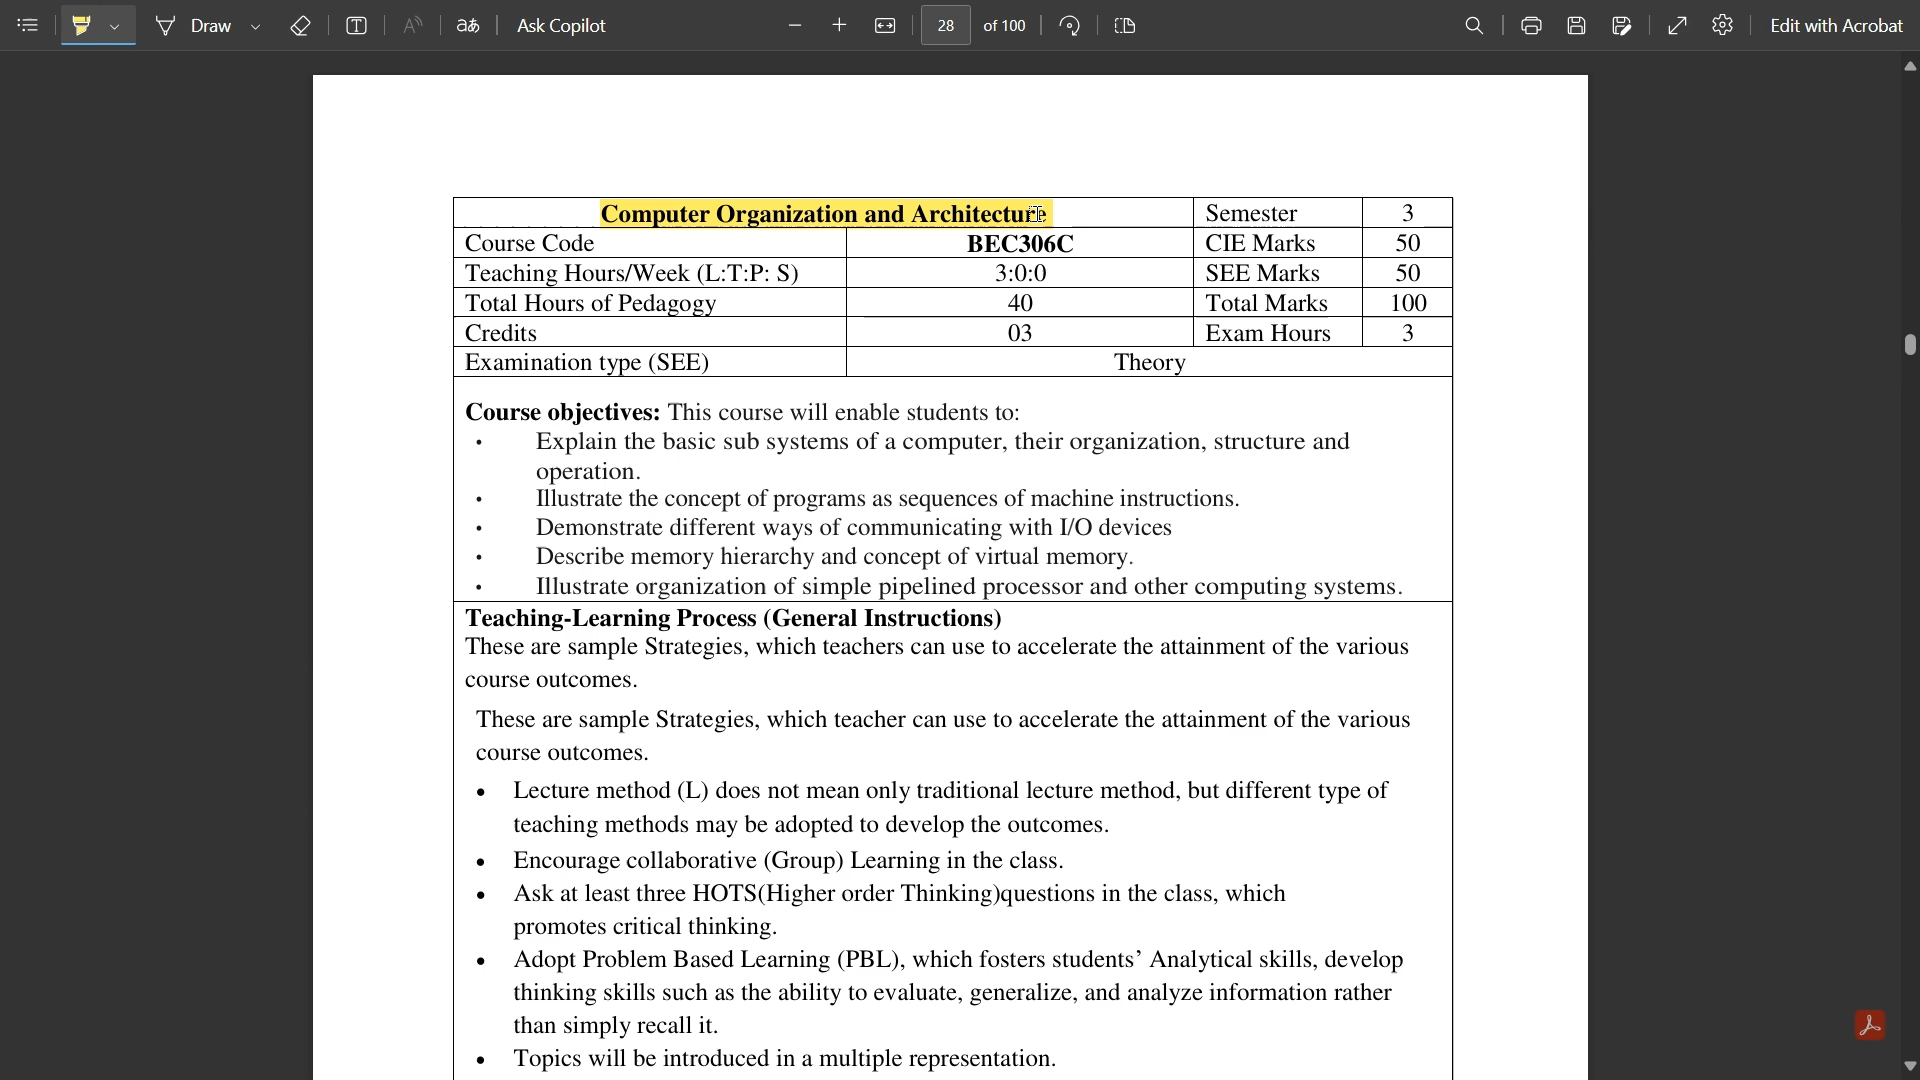 Draw
Ask Copilot
28 of 100
Edit with Acrobat
Computer Organization and Architecture Semester 3
Course Code BEC306C CIE Marks 50
Teaching Hours/Week (L:T:P: S) 3:0:0 SEE Marks 50
Total Hours of Pedagogy 40 Total Marks 100
Credits 03 Exam Hours 3
Examination type (SEE) Theory
Course objectives: This course will enable students to:
• Explain the basic sub systems of a computer, their organization, structure and
operation.
• Illustrate the concept of programs as sequences of machine instructions.
• Demonstrate different ways of communicating with I/O devices
• Describe memory hierarchy and concept of virtual memory.
• Illustrate organization of simple pipelined processor and other computing systems.
Teaching-Learning Process (General Instructions)
These are sample Strategies, which teachers can use to accelerate the attainment of the various
course outcomes.
These are sample Strategies, which teacher can use to accelerate the attainment of the various
course outcomes.
• Lecture method (L) does not mean only traditional lecture method, but different type of
teaching methods may be adopted to develop the outcomes.
• Encourage collaborative (Group) Learning in the class.
• Ask at least three HOTS(Higher order Thinking)questions in the class, which
promotes critical thinking.
• Adopt Problem Based Learning (PBL), which fosters students’ Analytical skills, develop
thinking skills such as the ability to evaluate, generalize, and analyze information rather
than simply recall it.
• Topics will be introduced in a multiple representation.